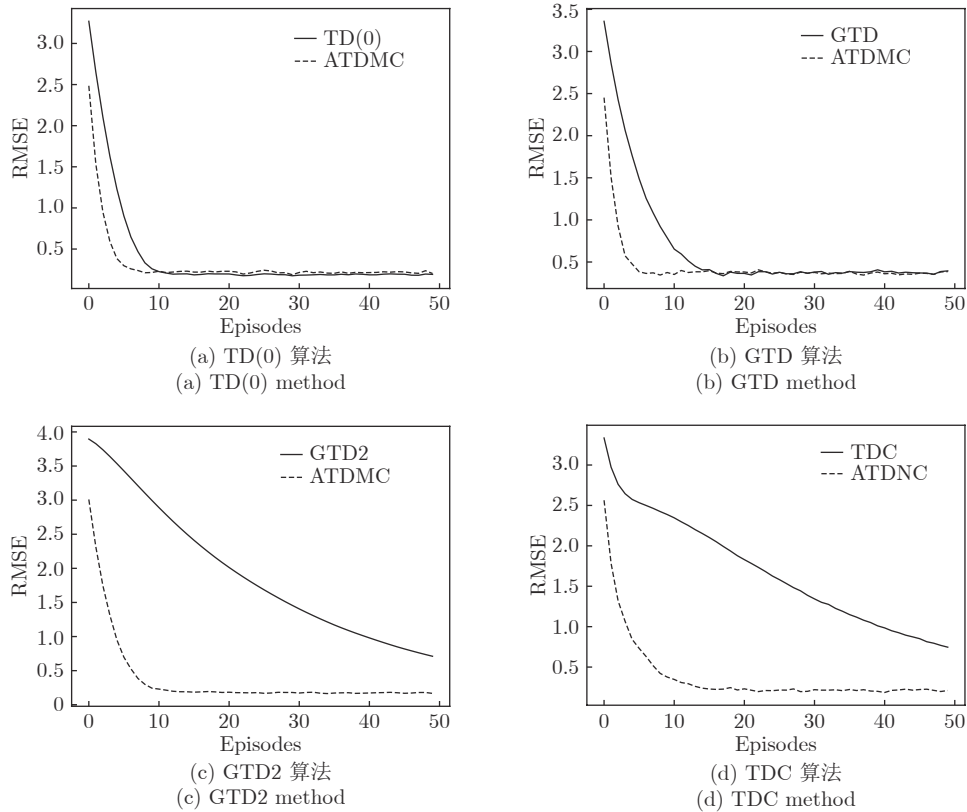 3.0
2.5
2.0
1.5
1.0
0.5
RMSE
TD(0)
ATDMC
0 10 20 30 40 50
Episodes
(a) TD(0) 算法
(a) TD(0) method
3.5
3.0
2.5
2.0
1.5
1.0
0.5
RMSE
GTD
ATDMC
0 10 20 30 40 50
Episodes
(b) GTD 算法
(b) GTD method
4.0
3.5
3.0
2.5
2.0
1.5
1.0
0.5
0
RMSE
GTD2
ATDMC
0 10 20 30 40 50
Episodes
(c) GTD2 算法
(c) GTD2 method
3.0
2.5
2.0
1.5
1.0
0.5
RMSE
TDC
ATDNC
0 10 20 30 40 50
Episodes
(d) TDC 算法
(d) TDC method